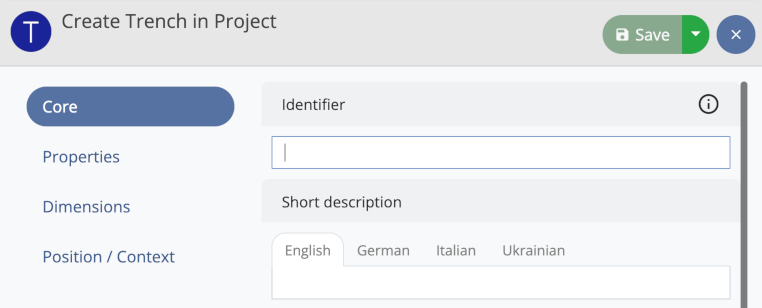 T Create Trench in Project
Save
Core
Properties
Dimensions
Position / Context
Identifier
Short description
English German Italian Ukrainian